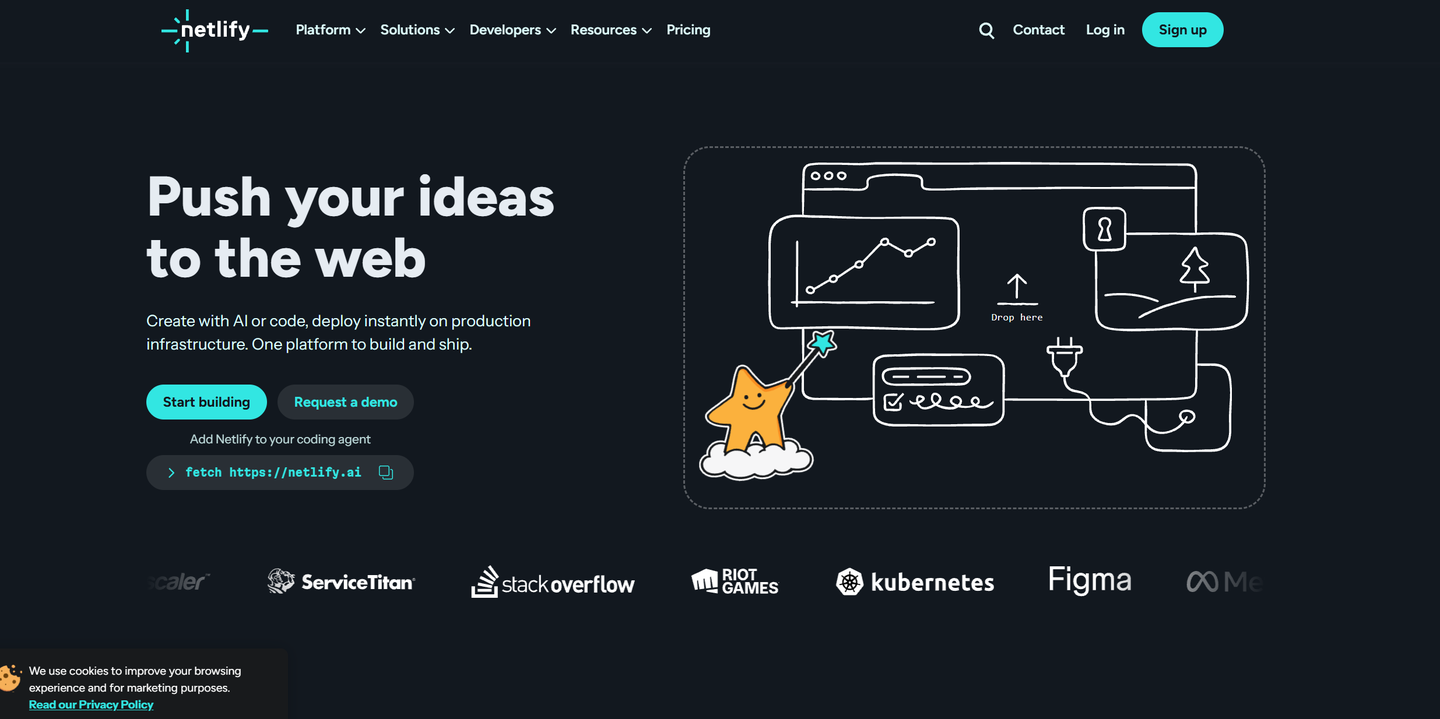 netlify
Platform
Solutions
Developers
Resources
Pricing
Contact
Log in
Sign up
Push your ideas
to the web
Create with AI or code, deploy instantly on production
infrastructure. One platform to build and ship.
Start building
Request a demo
Add Netlify to your coding agent
fetch https://netlify.ai
Drop here
scaler™
ServiceTitan
stackoverflow
RIOT
GAMES
kubernetes
Figma
Me
We use cookies to improve your browsing
experience and for marketing purposes.
Read our Privacy Policy